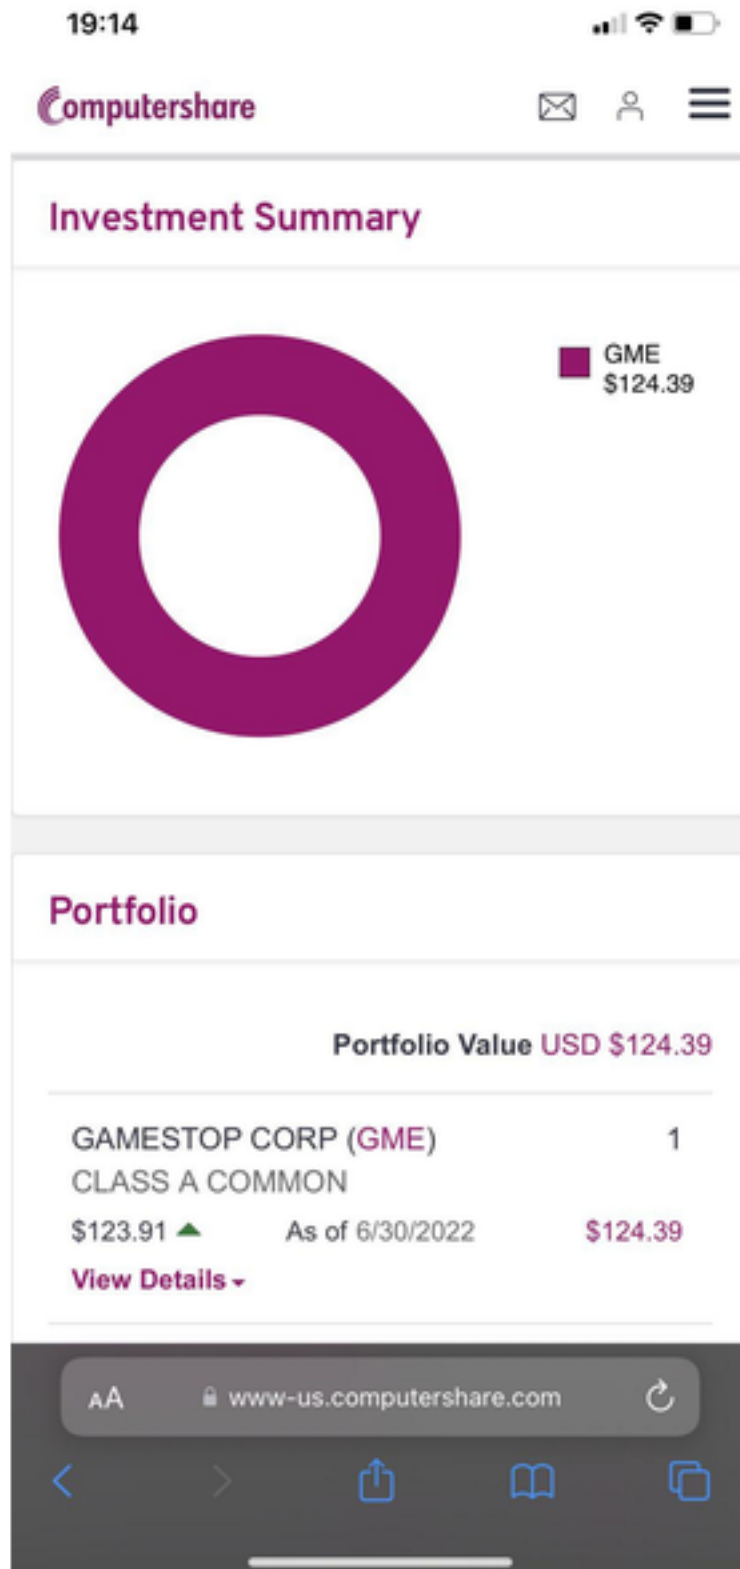 19:14
Computershare
Investment Summary
GME
$124.39
Portfolio
Portfolio Value USD $124.39
GAMESTOP CORP (GME) 1
CLASS A COMMON
$123.91 As of 6/30/2022 $124.39
View Details
AA www-us.computershare.com